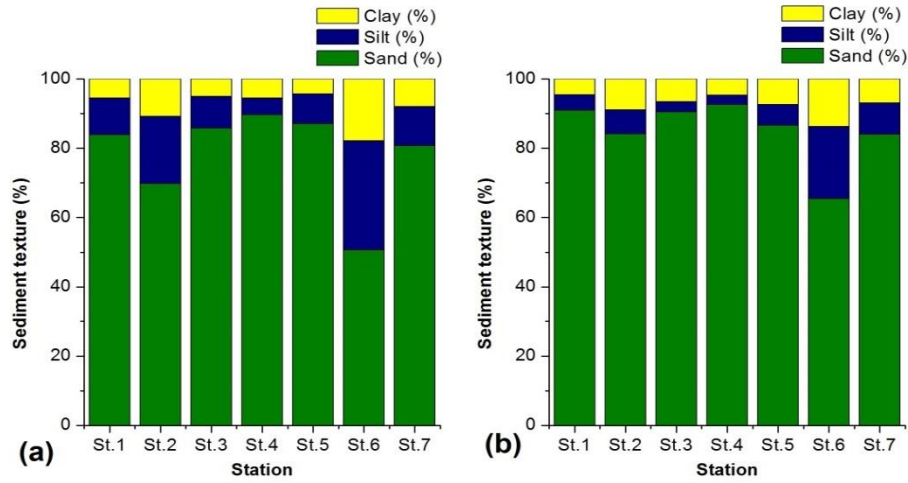 Clay (%)
Silt (%)
Sand (%)
100
80
60
40
20
0
Sediment texture (%)
St.1 St.2 St.3 St.4 St.5 St.6 St.7
Station
(a)
Clay (%)
Silt (%)
Sand (%)
100
80
60
40
20
0
Sediment texture (%)
St.1 St.2 St.3 St.4 St.5 St.6 St.7
Station
(b)